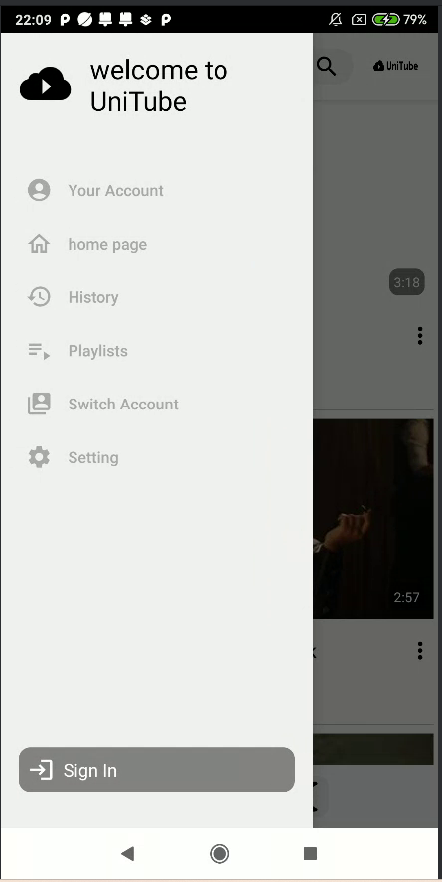 22:09 79%
welcome to
UniTube
UniTube
Your Account
home page
3:18
History
Playlists
Switch Account
Setting
2:57
Sign In